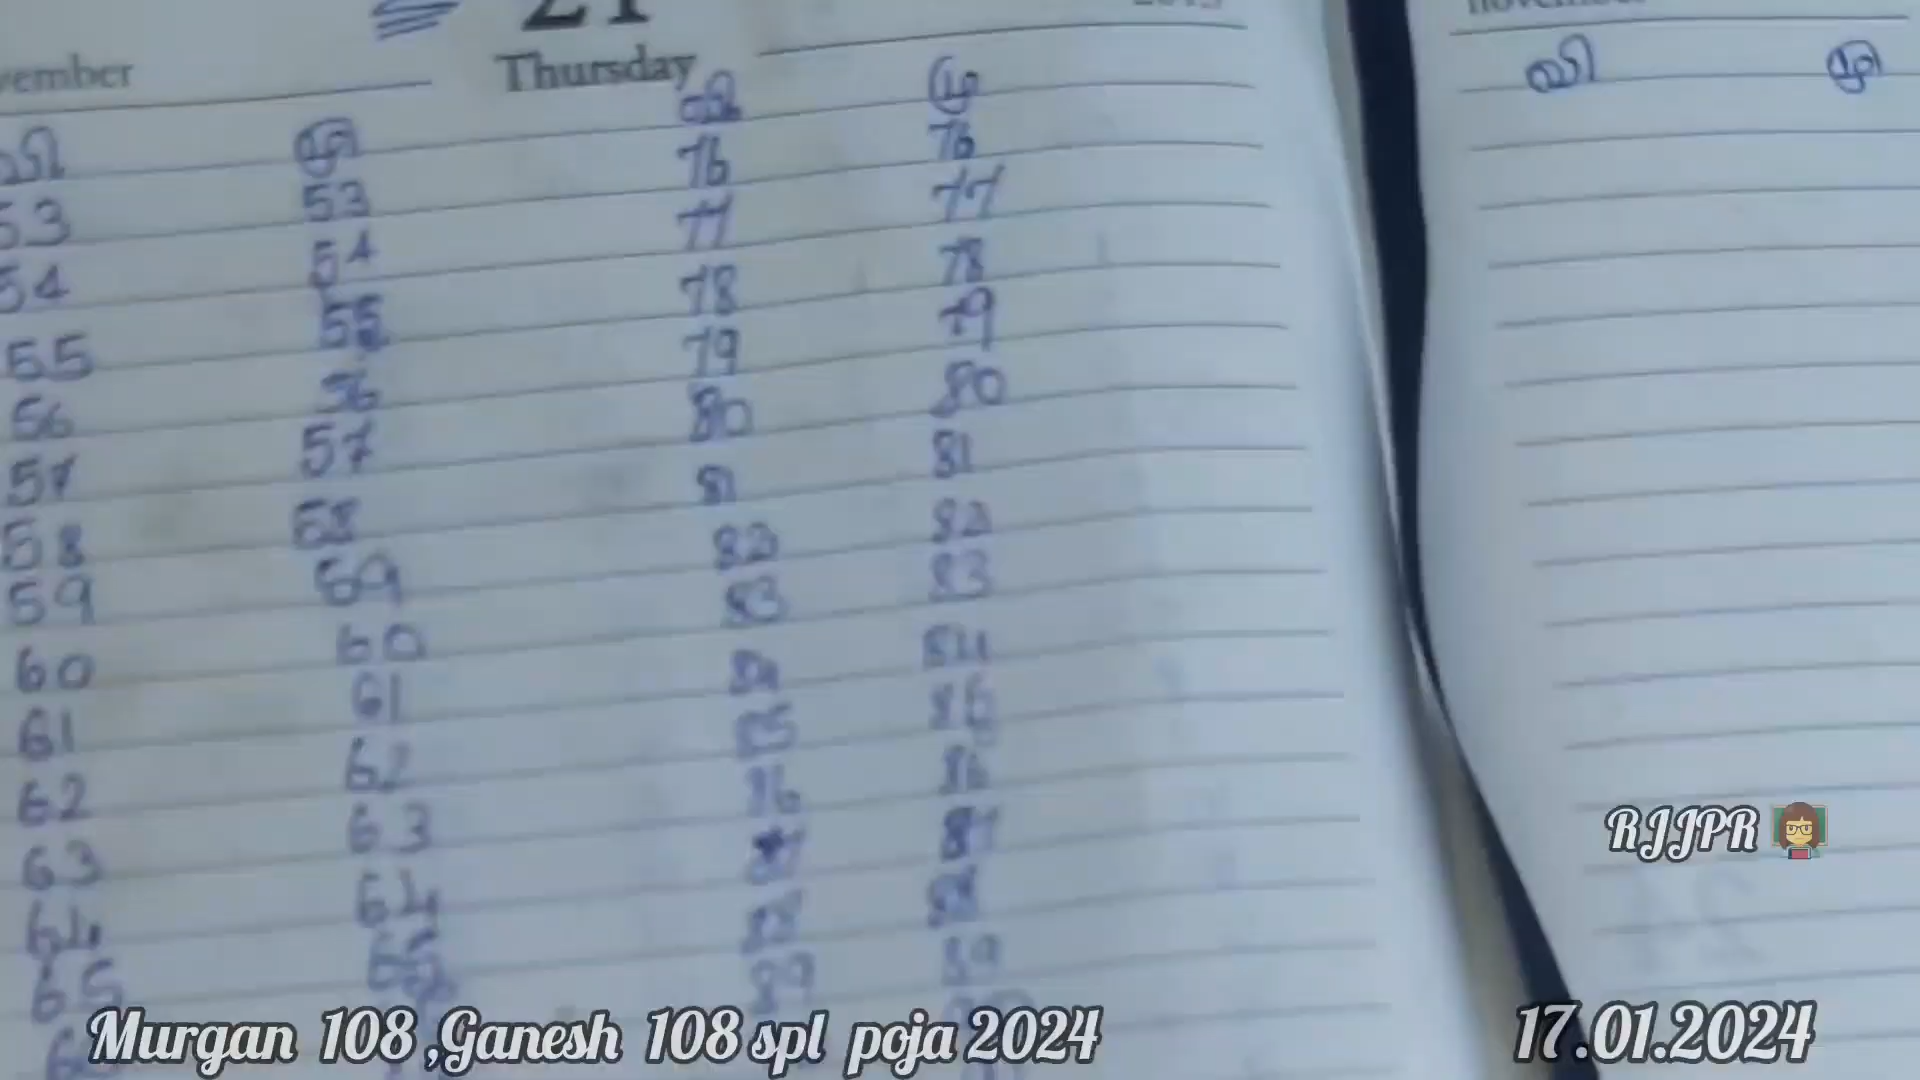 21
vember
Thursday
53 53 76 76
54 54 77 77
55 55 78 78
56 56 79 79
57 57 80 80
58 58 81 81
59 59 82 82
60 60 83 83
61 61 84 84
62 62 85 85
63 63 86 86
64 64 87 87
65 65 88 88
89 89
RJJPR
Murgan 108 ,Ganesh 108 spl poja 2024
17.01.2024